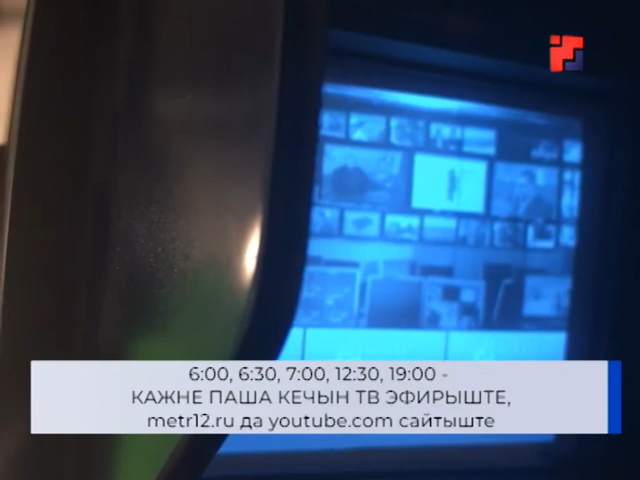 6:00, 6:30, 7:00, 12:30, 19:00 -
КАЖНЕ ПАША КЕЧЫН ТВ ЭФИРЫШТЕ,
metr12.ru да youtube.com сайтыште